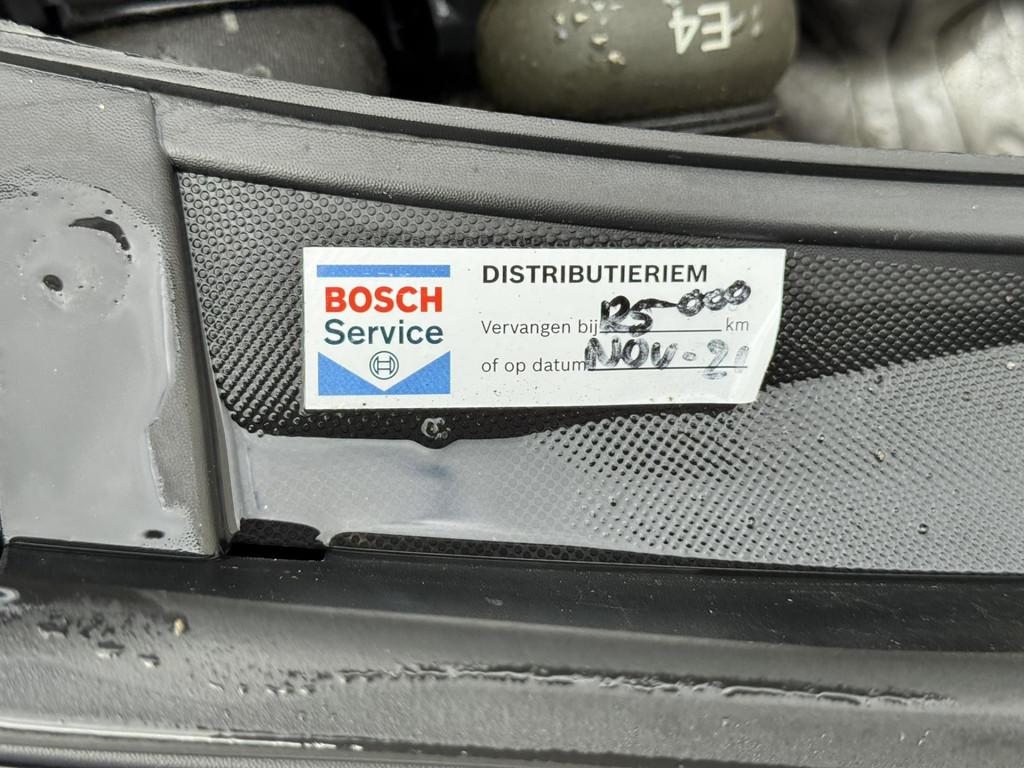 E4
BOSCH
Service
DISTRIBUTIERIEM
Vervangen bij 125-000 km
of op datum NOV-21